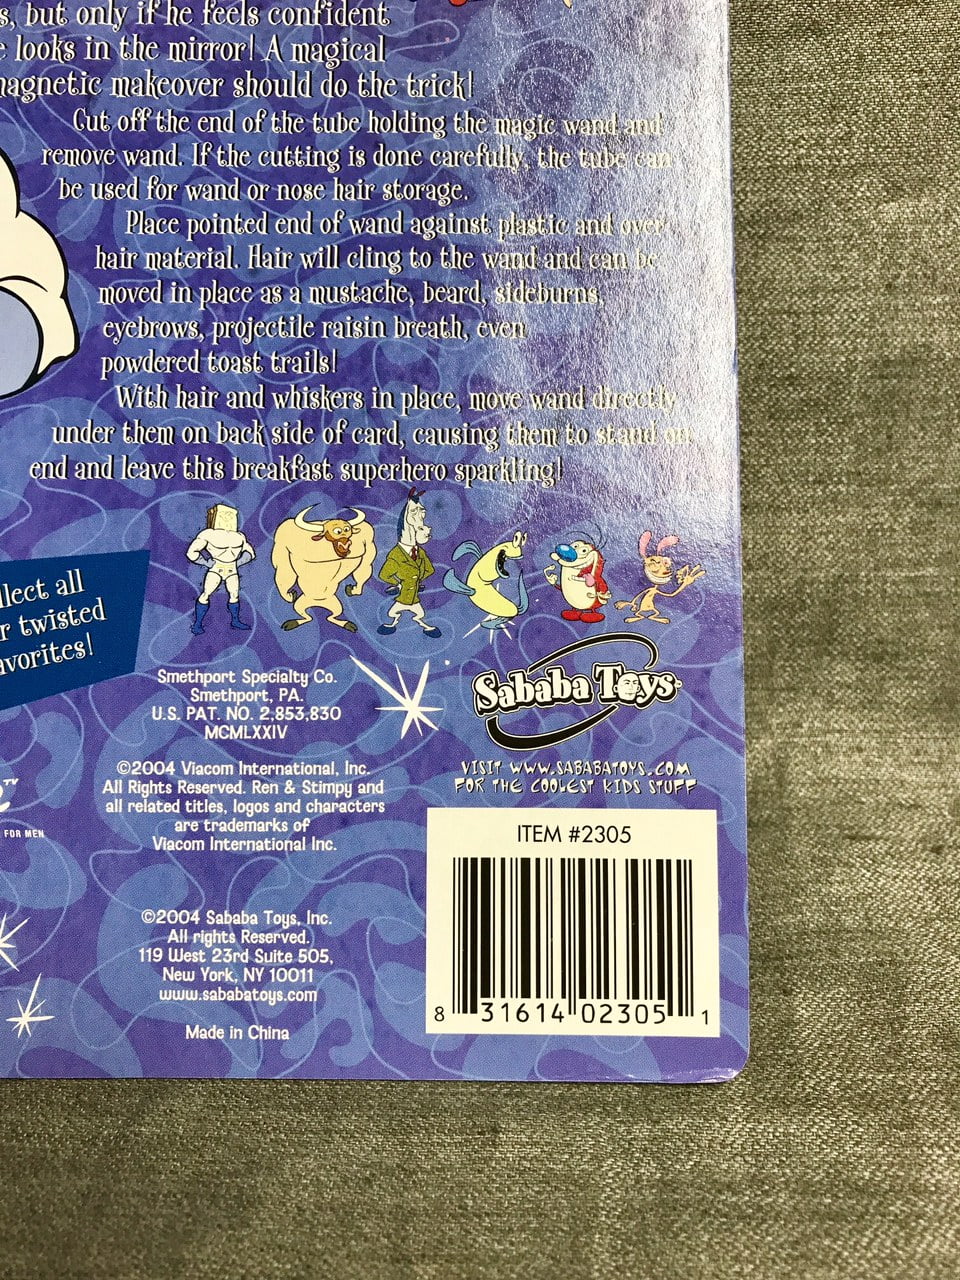 s, but only if he feels confident
e looks in the mirror! A magical
agnetic makeover should do the trick!
Cut off the end of the tube holding the magic wand and
remove wand. If the cutting is done carefully, the tube can
be used for wand or nose hair storage.
Place pointed end of wand against plastic and over
hair material. Hair will cling to the wand and can be
moved in place as a mustache, beard, sideburns,
eyebrows, projectile raisin breath, even
powdered toast trails!
With hair and whiskers in place, move wand directly
under them on back side of card, causing them to stand on
end and leave this breakfast superhero sparkling!
llect all
r twisted
avorites!
Smethport Specialty Co.
Smethport, PA.
U.S. PAT. NO. 2,853,830
MCMLXXIV
Sababa Toys
VISIT WWW.SABABATOYS.COM
FOR THE COOLEST KIDS STUFF
©2004 Viacom International, Inc.
All Rights Reserved. Ren & Stimpy and
all related titles, logos and characters
are trademarks of
Viacom International Inc.
TV
FOR MEN
©2004 Sababa Toys, Inc.
All rights Reserved.
119 West 23rd Suite 505,
New York, NY 10011
www.sababatoys.com
Made in China
ITEM #2305
8 31614 02305 1